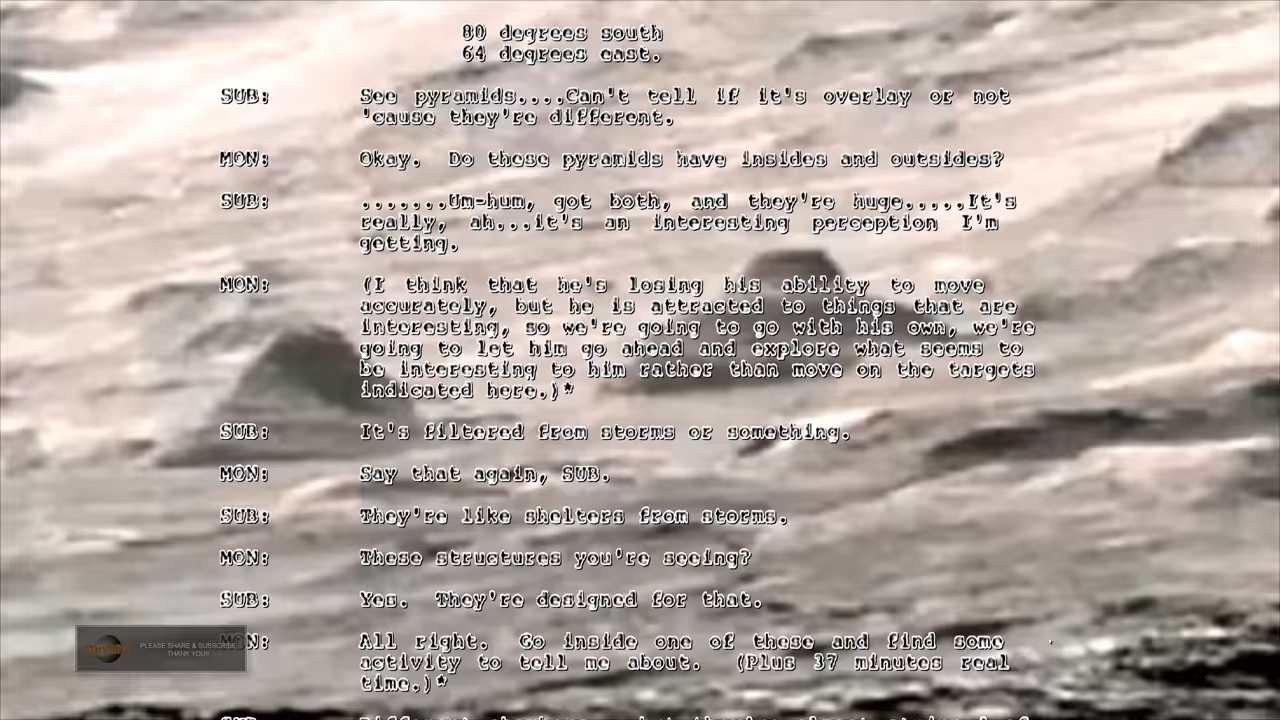 80 degrees south
64 degrees east.
SUB: See pyramids....Can't tell if it's overlay or not
'cause they're different.
MON: Okay. Do these pyramids have insides and outsides?
SUB: .......Um-hum, got both, and they're huge.....It's
really, ah...it's an interesting perception I'm
getting.
MON: (I think that he's losing his ability to move
accurately, but he is attracted to things that are
interesting, so we're going to go with his own, we're
going to let him go ahead and explore what seems to
be interesting to him rather than move on the targets
indicated here.)*
SUB: It's filtered from storms or something.
MON: Say that again, SUB.
SUB: They're like shelters from storms.
MON: These structures you're seeing?
SUB: Yes. They're designed for that.
MON: All right. Go inside one of these and find some
activity to tell me about. (Plus 37 minutes real
time.)*
PLEASE SHARE & SUBSCRIBE
THANK YOU!!